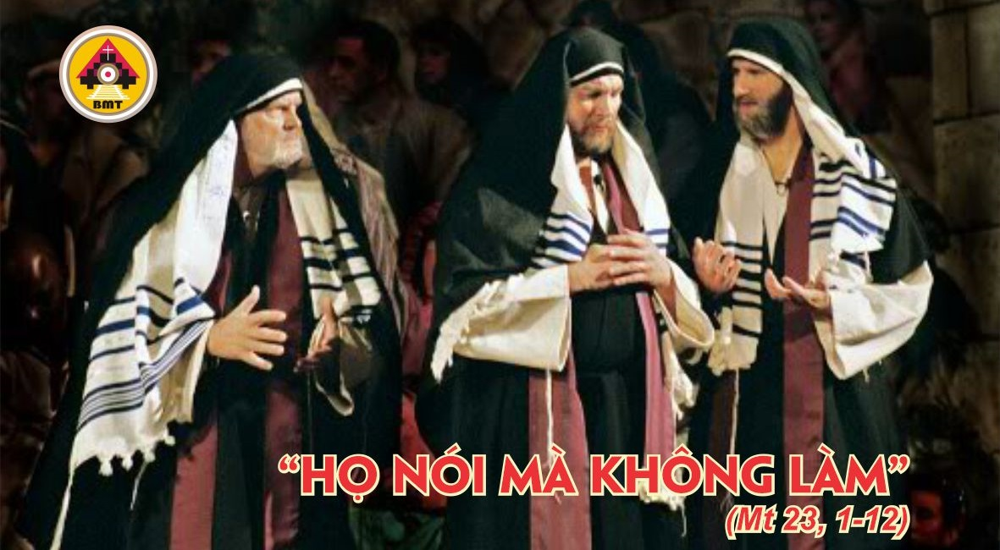 BMT
“HỌ NÓI MÀ KHÔNG LÀM”
(Mt 23, 1-12)